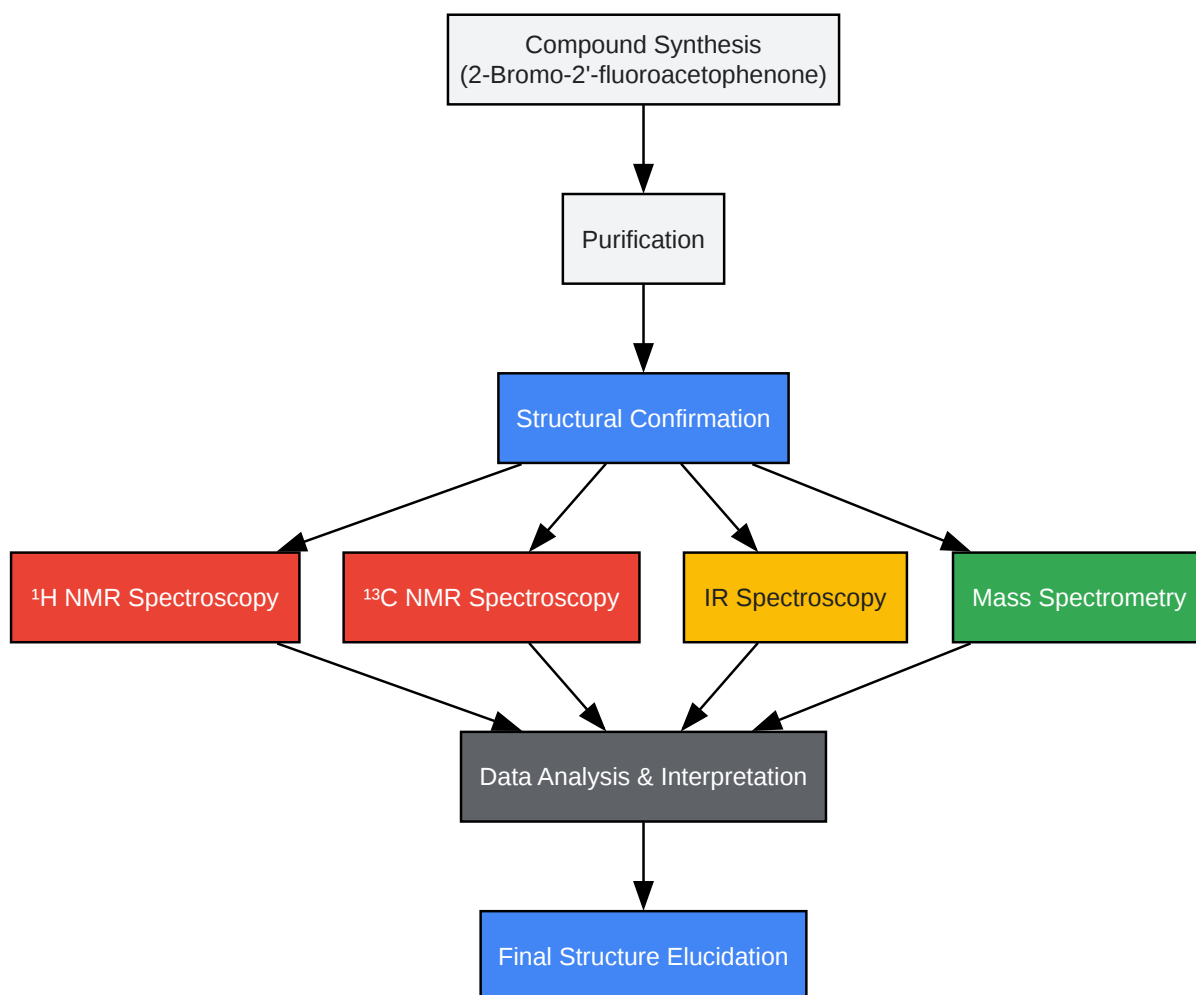 Compound Synthesis
(2-Bromo-2'-fluoroacetophenone)
Purification
Structural Confirmation
¹H NMR Spectroscopy
¹³C NMR Spectroscopy
IR Spectroscopy
Mass Spectrometry
Data Analysis & Interpretation
Final Structure Elucidation